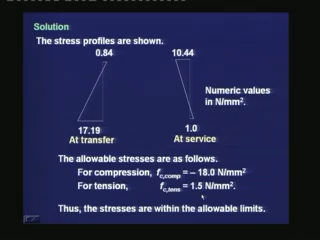 Solution
The stress profiles are shown.
0.84 10.44
Numeric values
in N/mm².
17.19 1.0
At transfer At service
The allowable stresses are as follows.
For compression, fc,comp = – 18.0 N/mm²
For tension, fc,tens = 1.5 N/mm².
Thus, the stresses are within the allowable limits.